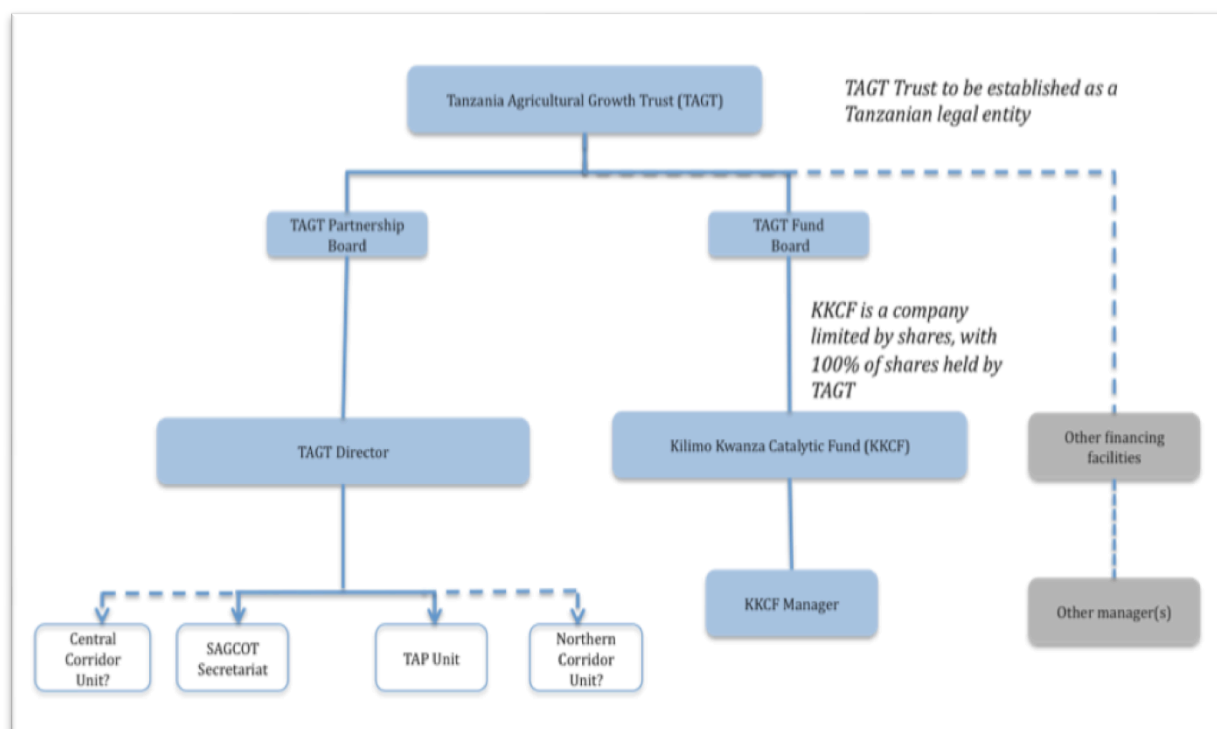 Tanzania Agricultural Growth Trust (TAGT)
TAGT Trust to be established as a
Tanzanian legal entity
TAGT Partnership
Board
TAGT Fund
Board
KKCF is a company
limited by shares, with
100% of shares held by
TAGT
TAGT Director
Kilimo Kwanza Catalytic Fund (KKCF)
Other financing
facilities
KKCF Manager
Other manager(s)
Central
Corridor
Unit?
SAGCOT
Secretariat
TAP Unit
Northern
Corridor
Unit?